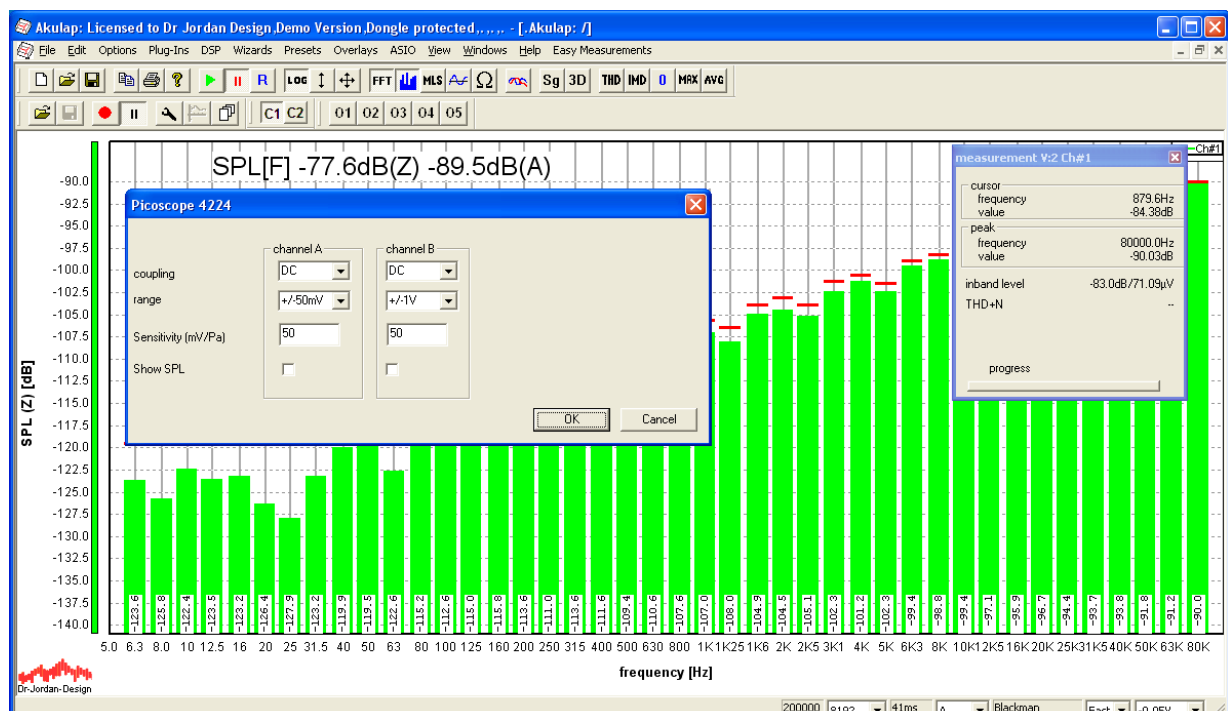 Akulap: Licensed to Dr Jordan Design,Demo Version,Dongle protected,.,.,.. - [.Akulap: /]
File Edit Options Plug-Ins DSP Wizards Presets Overlays ASIO View Windows Help Easy Measurements
R LOG FFT MLS Ω Sg 3D THD IMD 0 MAX AVG
C1 C2 01 02 03 04 05
SPL[F] -77.6dB(Z) -89.5dB(A)
Ch#1
measurement V:2 Ch#1
cursor
frequency 879.6Hz
value -84.38dB
peak
frequency 80000.0Hz
value -90.03dB
inband level -83.0dB/71.09µV
THD+N --
progress
Picoscope 4224
channel A channel B
coupling DC DC
range +/-50mV +/-1V
Sensitivity (mV/Pa) 50 50
Show SPL
OK Cancel
SPL (Z) [dB]
-90.0
-92.5
-95.0
-97.5
-100.0
-102.5
-105.0
-107.5
-110.0
-112.5
-115.0
-117.5
-120.0
-122.5
-125.0
-127.5
-130.0
-132.5
-135.0
-137.5
-140.0
-123.6 -125.8 -122.4 -123.5 -123.2 -126.4 -127.9 -123.2 -119.9 -119.5 -122.6 -115.2 -112.6 -115.0 -115.8 -113.6 -111.0 -113.6 -111.6 -109.4 -110.6 -107.6 -107.0 -108.0 -104.9 -104.5 -105.1 -102.3 -101.2 -102.3 -99.4 -98.8 -99.4 -97.1 -95.9 -96.7 -94.4 -93.7 -93.8 -91.8 -91.2 -90.0
5.0 6.3 8.0 10 12.5 16 20 25 31.5 40 50 63 80 100 125 160 200 250 315 400 500 630 800 1K 1K25 1K6 2K 2K5 3K1 4K 5K 6K3 8K 10K 12K5 16K 20K 25K 31K5 40K 50K 63K 80K
frequency [Hz]
Dr-Jordan-Design
200000 8192 41ms A Blackman Fast -0.05V